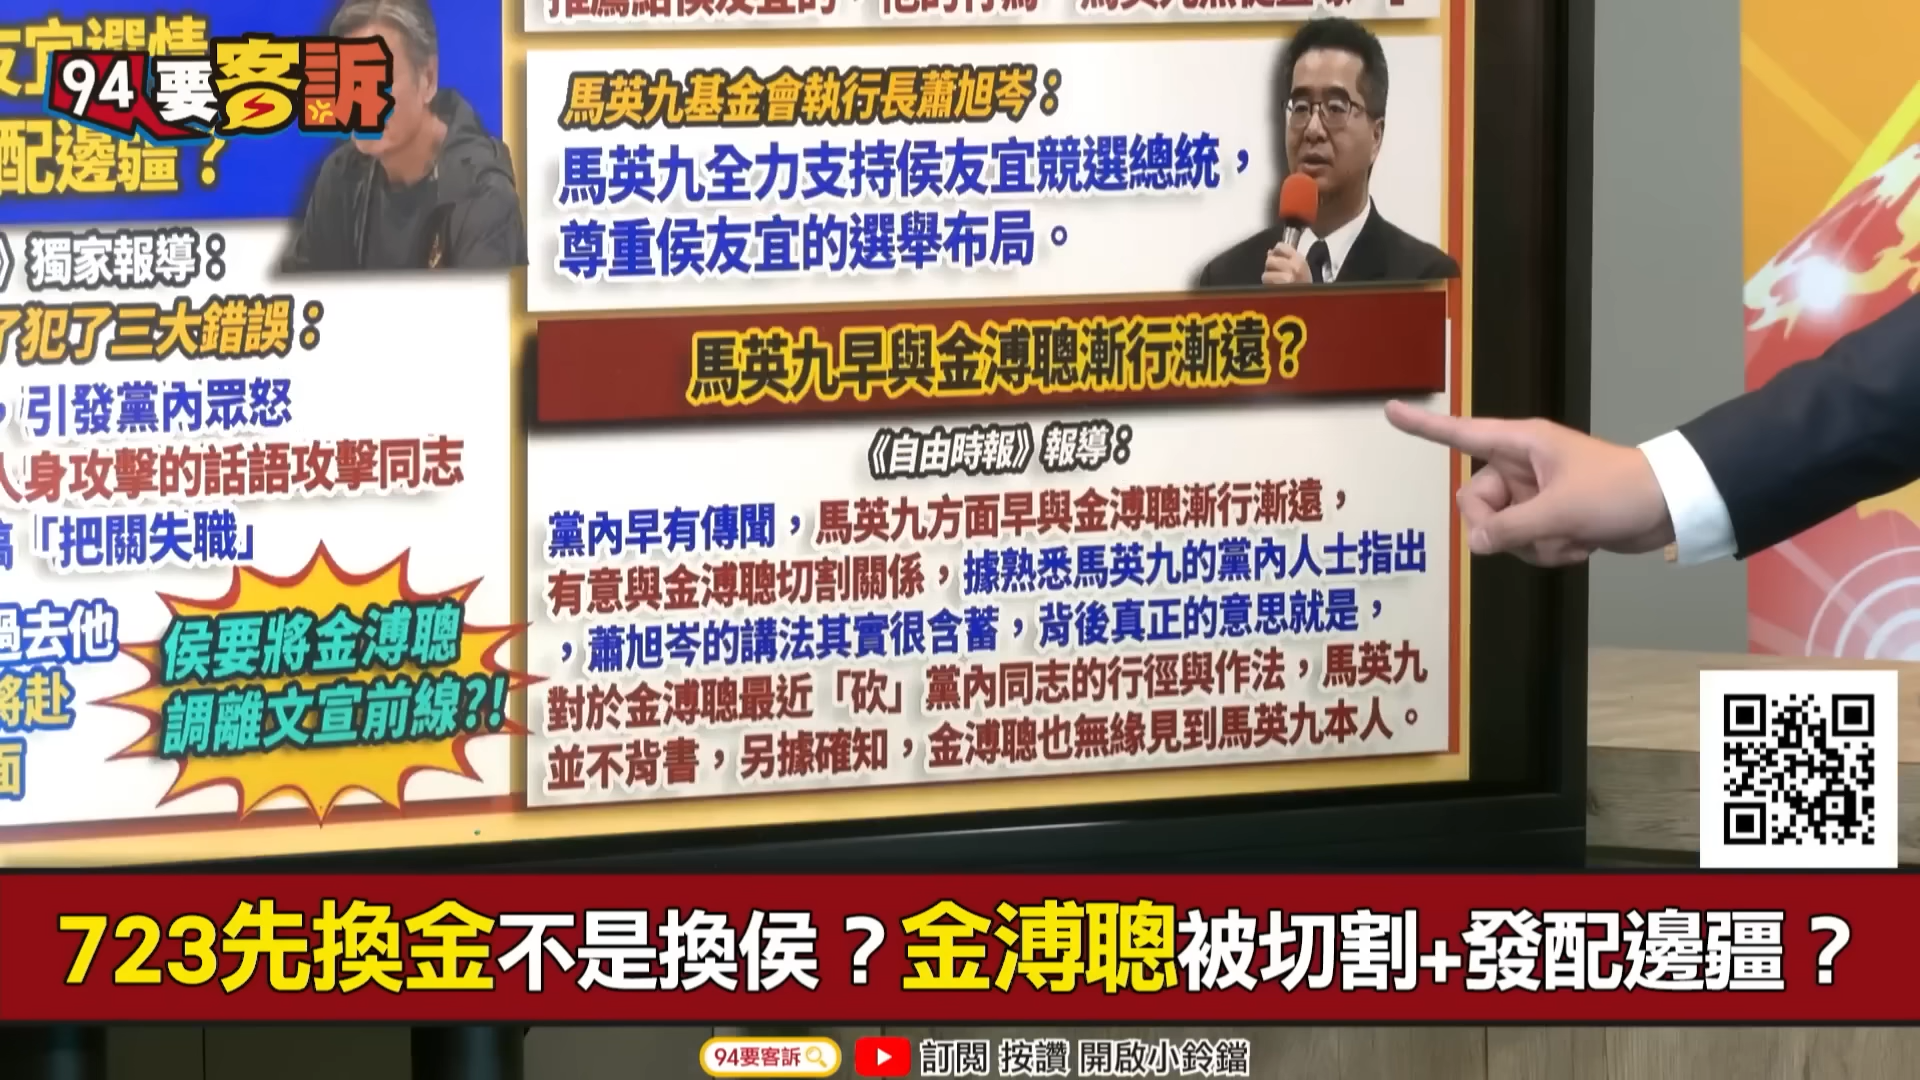 94要客訴
友宜選情
配邊疆？
》獨家報導：
了犯了三大錯誤：
，引發黨內眾怒
人身攻擊的話語攻擊同志
「把關失職」
過去他
將赴
面
侯要將金溥聰
調離文宣前線?!
馬英九基金會執行長蕭旭岑：
馬英九全力支持侯友宜競選總統，
尊重侯友宜的選舉布局。
馬英九早與金溥聰漸行漸遠？
《自由時報》報導：
黨內早有傳聞，馬英九方面早與金溥聰漸行漸遠，
有意與金溥聰切割關係，據熟悉馬英九的黨內人士指出
，蕭旭岑的講法其實很含蓄，背後真正的意思就是，
對於金溥聰最近「砍」黨內同志的行徑與作法，馬英九
並不背書，另據確知，金溥聰也無緣見到馬英九本人。
723先換金不是換侯？金溥聰被切割+發配邊疆？
94要客訴 訂閱 按讚 開啟小鈴鐺